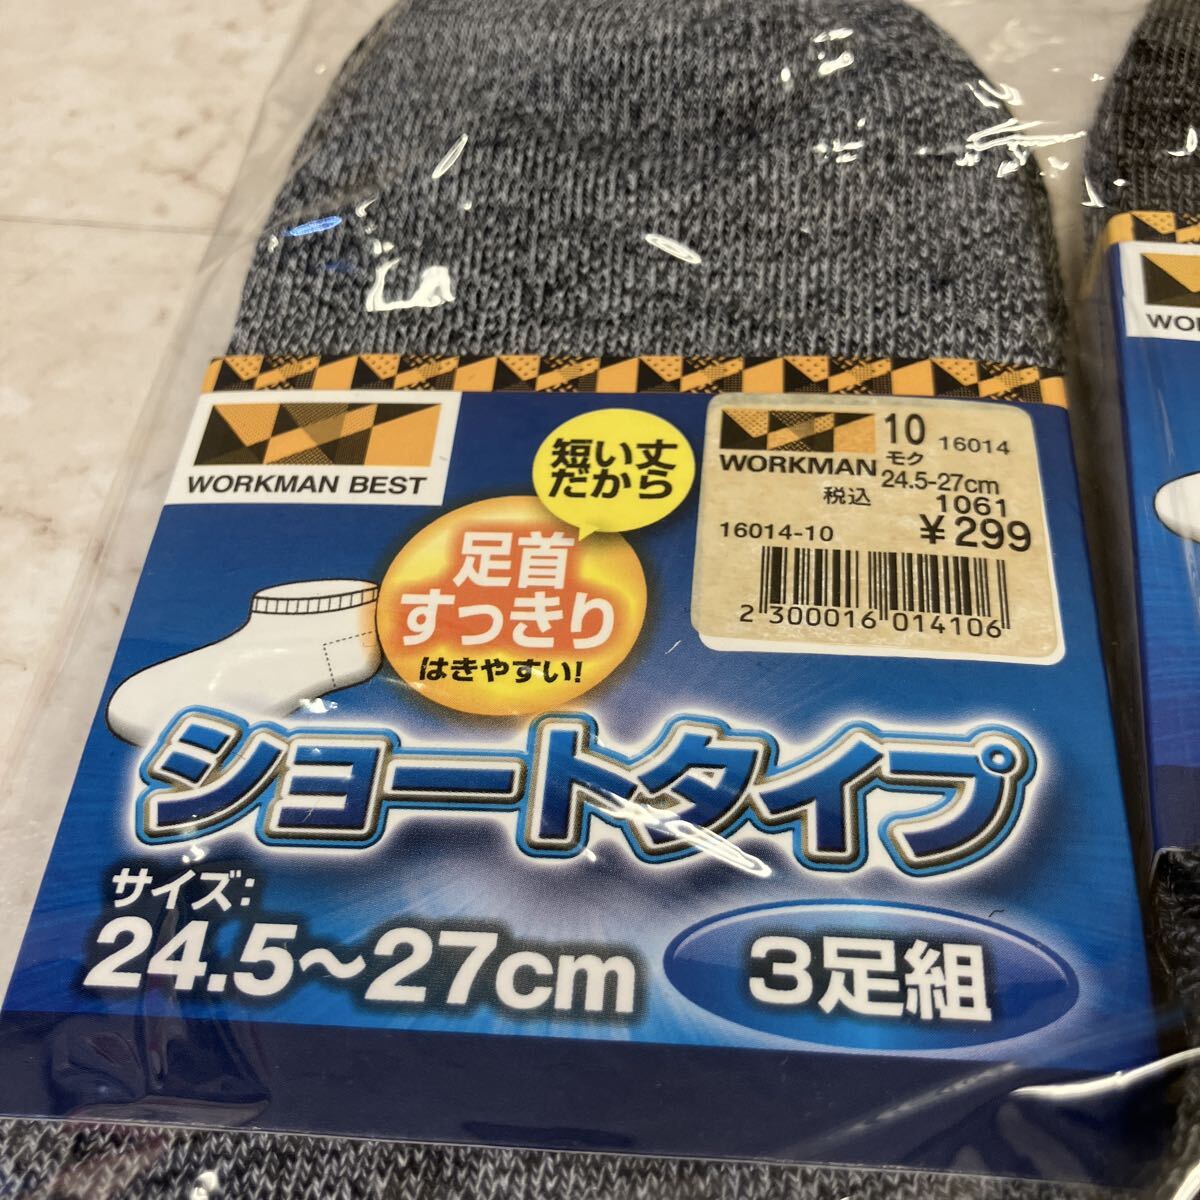 WORKMAN BEST
短い丈
だから
足首
すっきり
はきやすい!
WORKMAN
10 16014
モク
24.5-27cm
税込 1061
16014-10 ¥299
2 300016 014106
ショートタイプ
サイズ:
24.5〜27cm
3足組
WO